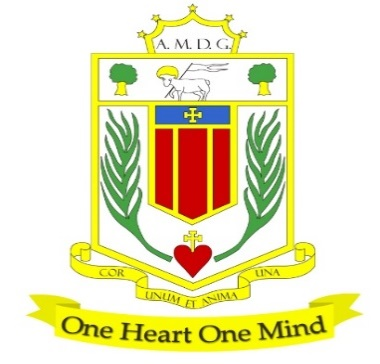 A. M. D. G.
COR UNUM ET ANIMA UNA
One Heart One Mind